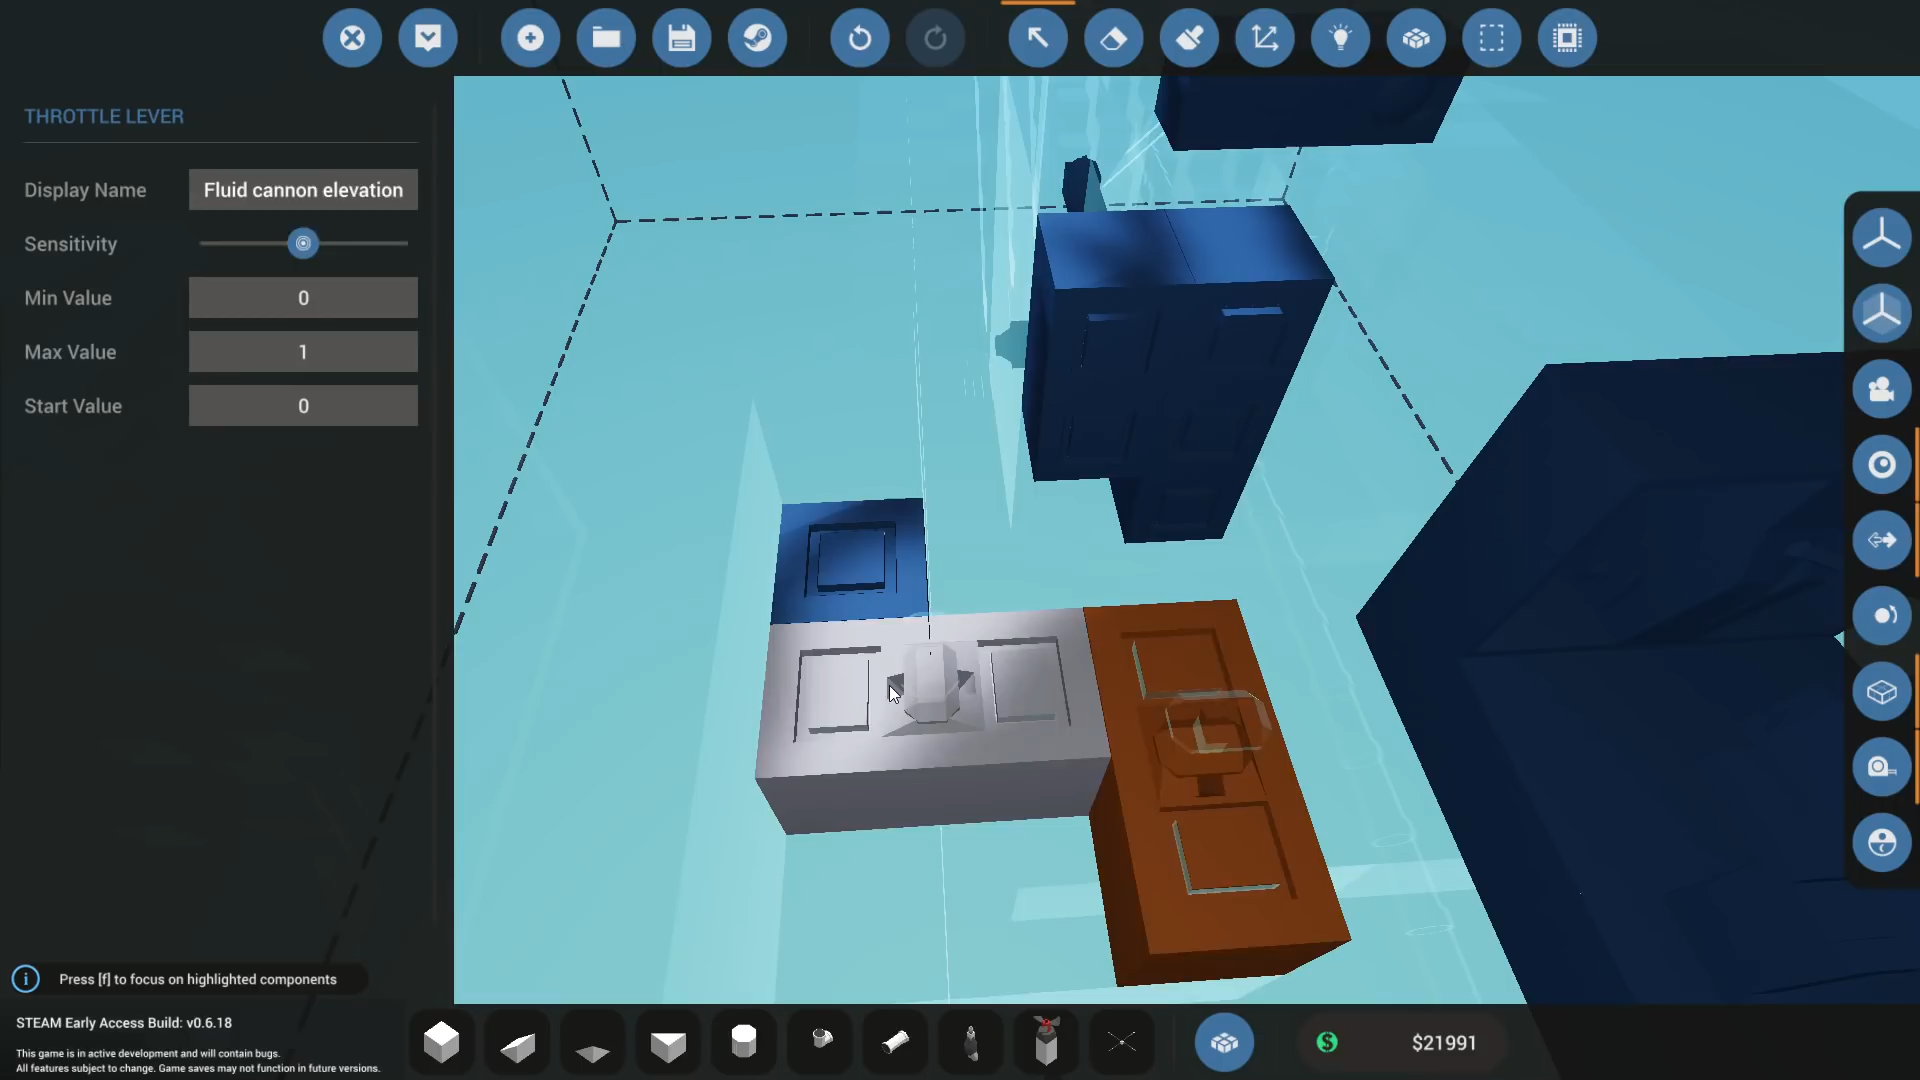 THROTTLE LEVER
Display Name
Fluid cannon elevation
Sensitivity
Min Value
0
Max Value
1
Start Value
0
Press [f] to focus on highlighted components
STEAM Early Access Build: v0.6.18
This game is in active development and will contain bugs.
All features subject to change. Game saves may not function in future versions.
$21991